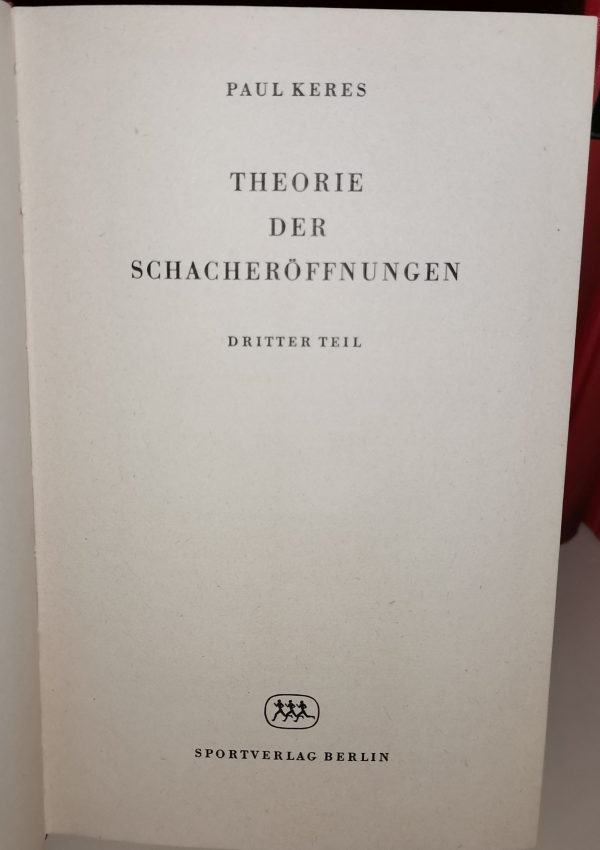 PAUL KERES
THEORIE
DER
SCHACHERÖFFNUNGEN
DRITTER TEIL
SPORTVERLAG BERLIN